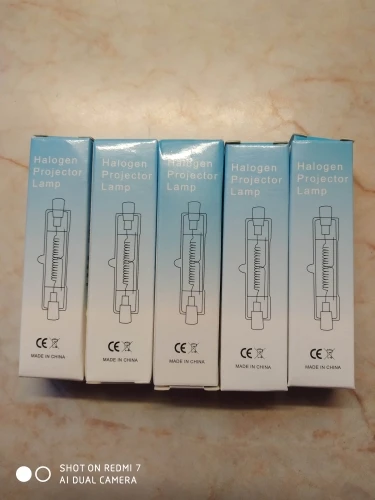 Halogen
Projector
Lamp
CE
MADE IN CHINA
Halogen
Projector
Lamp
CE
MADE IN CHINA
Halogen
Projector
Lamp
CE
MADE IN CHINA
Halogen
Projector
Lamp
CE
MADE IN CHINA
Halogen
Projector
Lamp
CE
MADE IN CHINA
SHOT ON REDMI 7
AI DUAL CAMERA